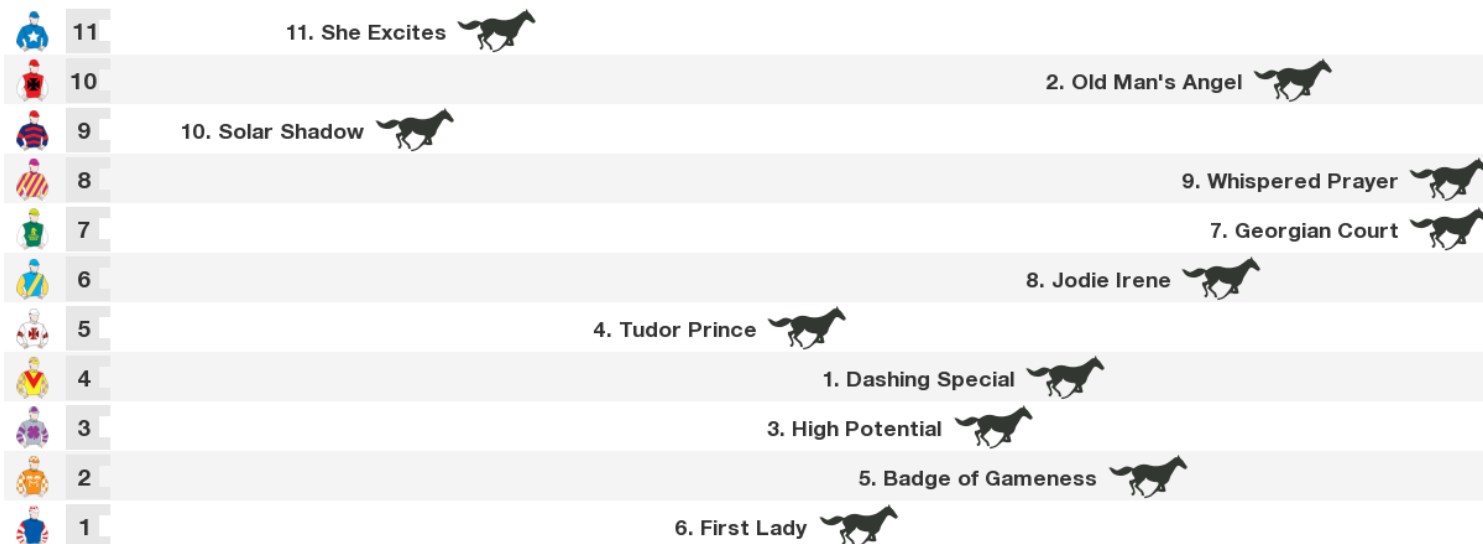 11 11. She Excites
10 2. Old Man's Angel
9 10. Solar Shadow
8 9. Whispered Prayer
7 7. Georgian Court
6 8. Jodie Irene
5 4. Tudor Prince
4 1. Dashing Special
3 3. High Potential
2 5. Badge of Gameness
1 6. First Lady